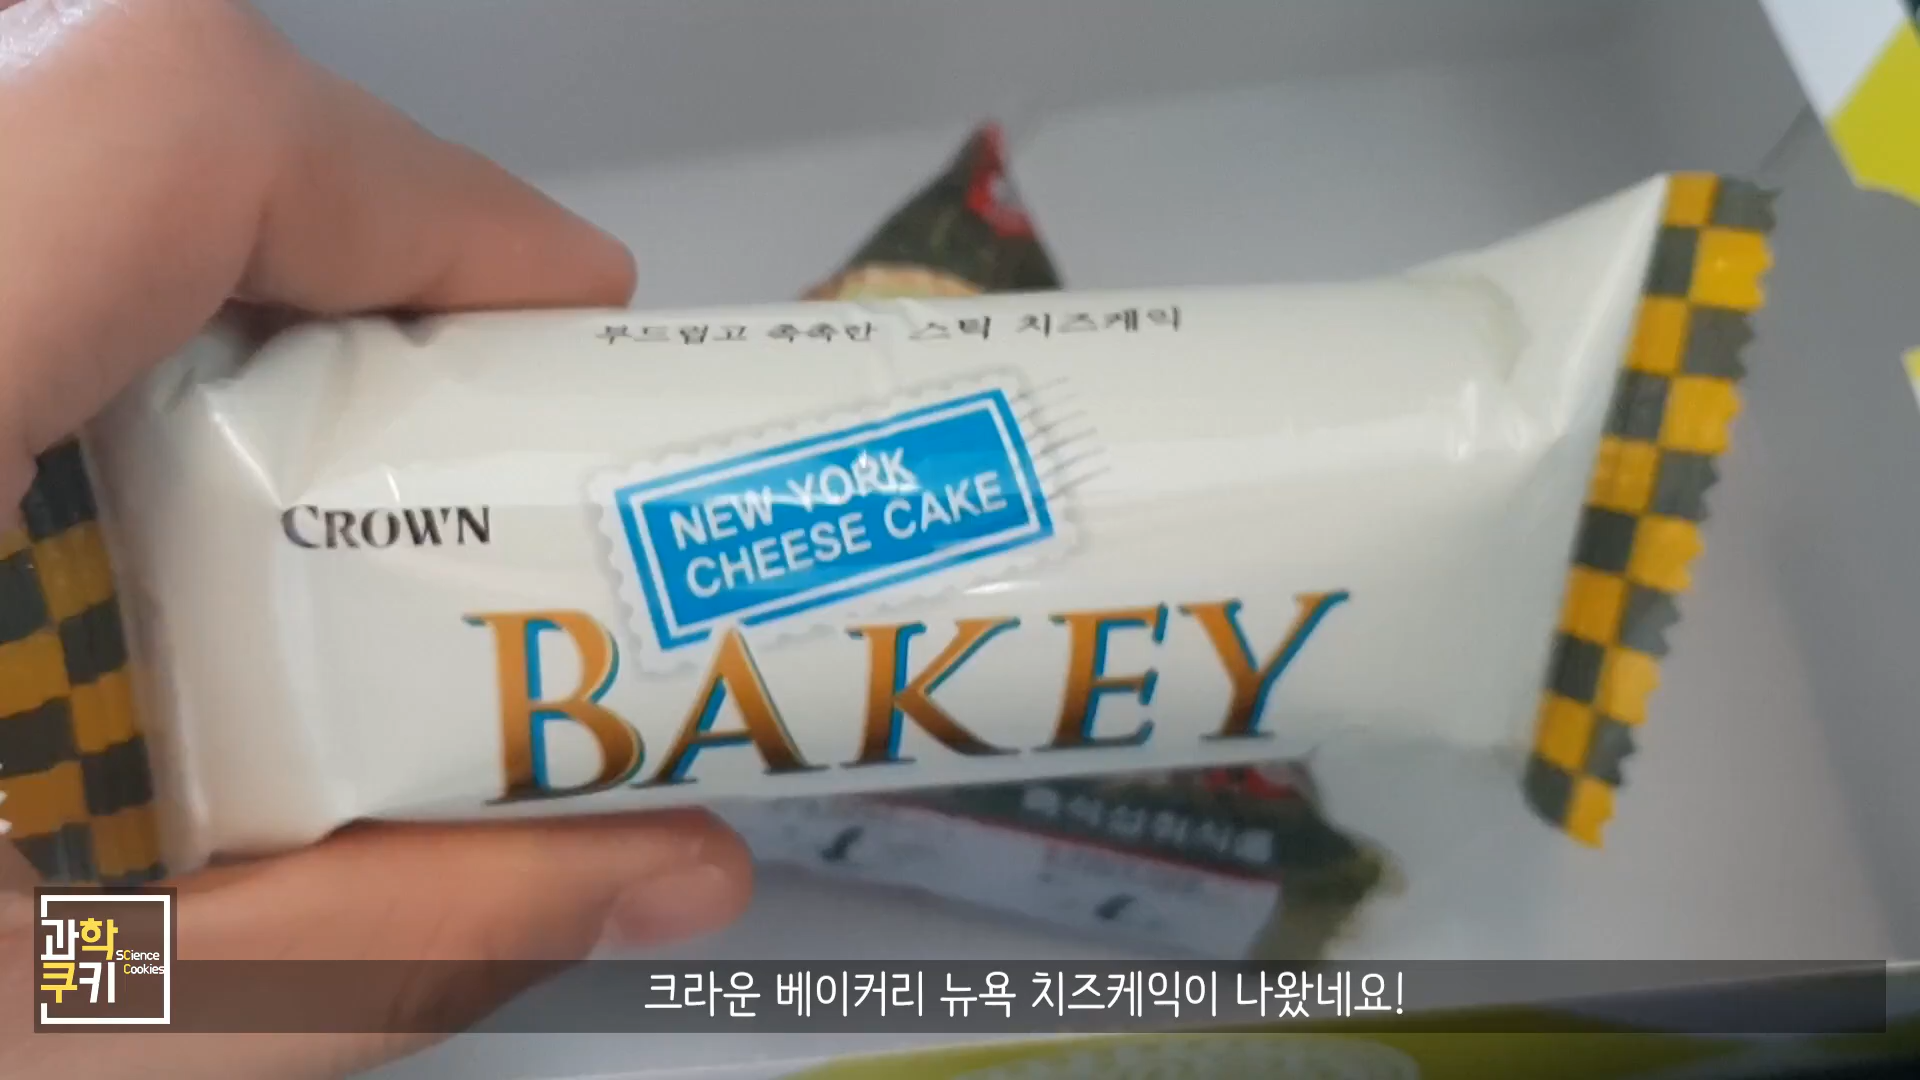 부드럽고 촉촉한 스틱 치즈케익
NEW YORK
CHEESE CAKE
CROWN
BAKEY
과학
SCience
쿠키
Cookies
크라운 베이커리 뉴욕 치즈케익이 나왔네요!